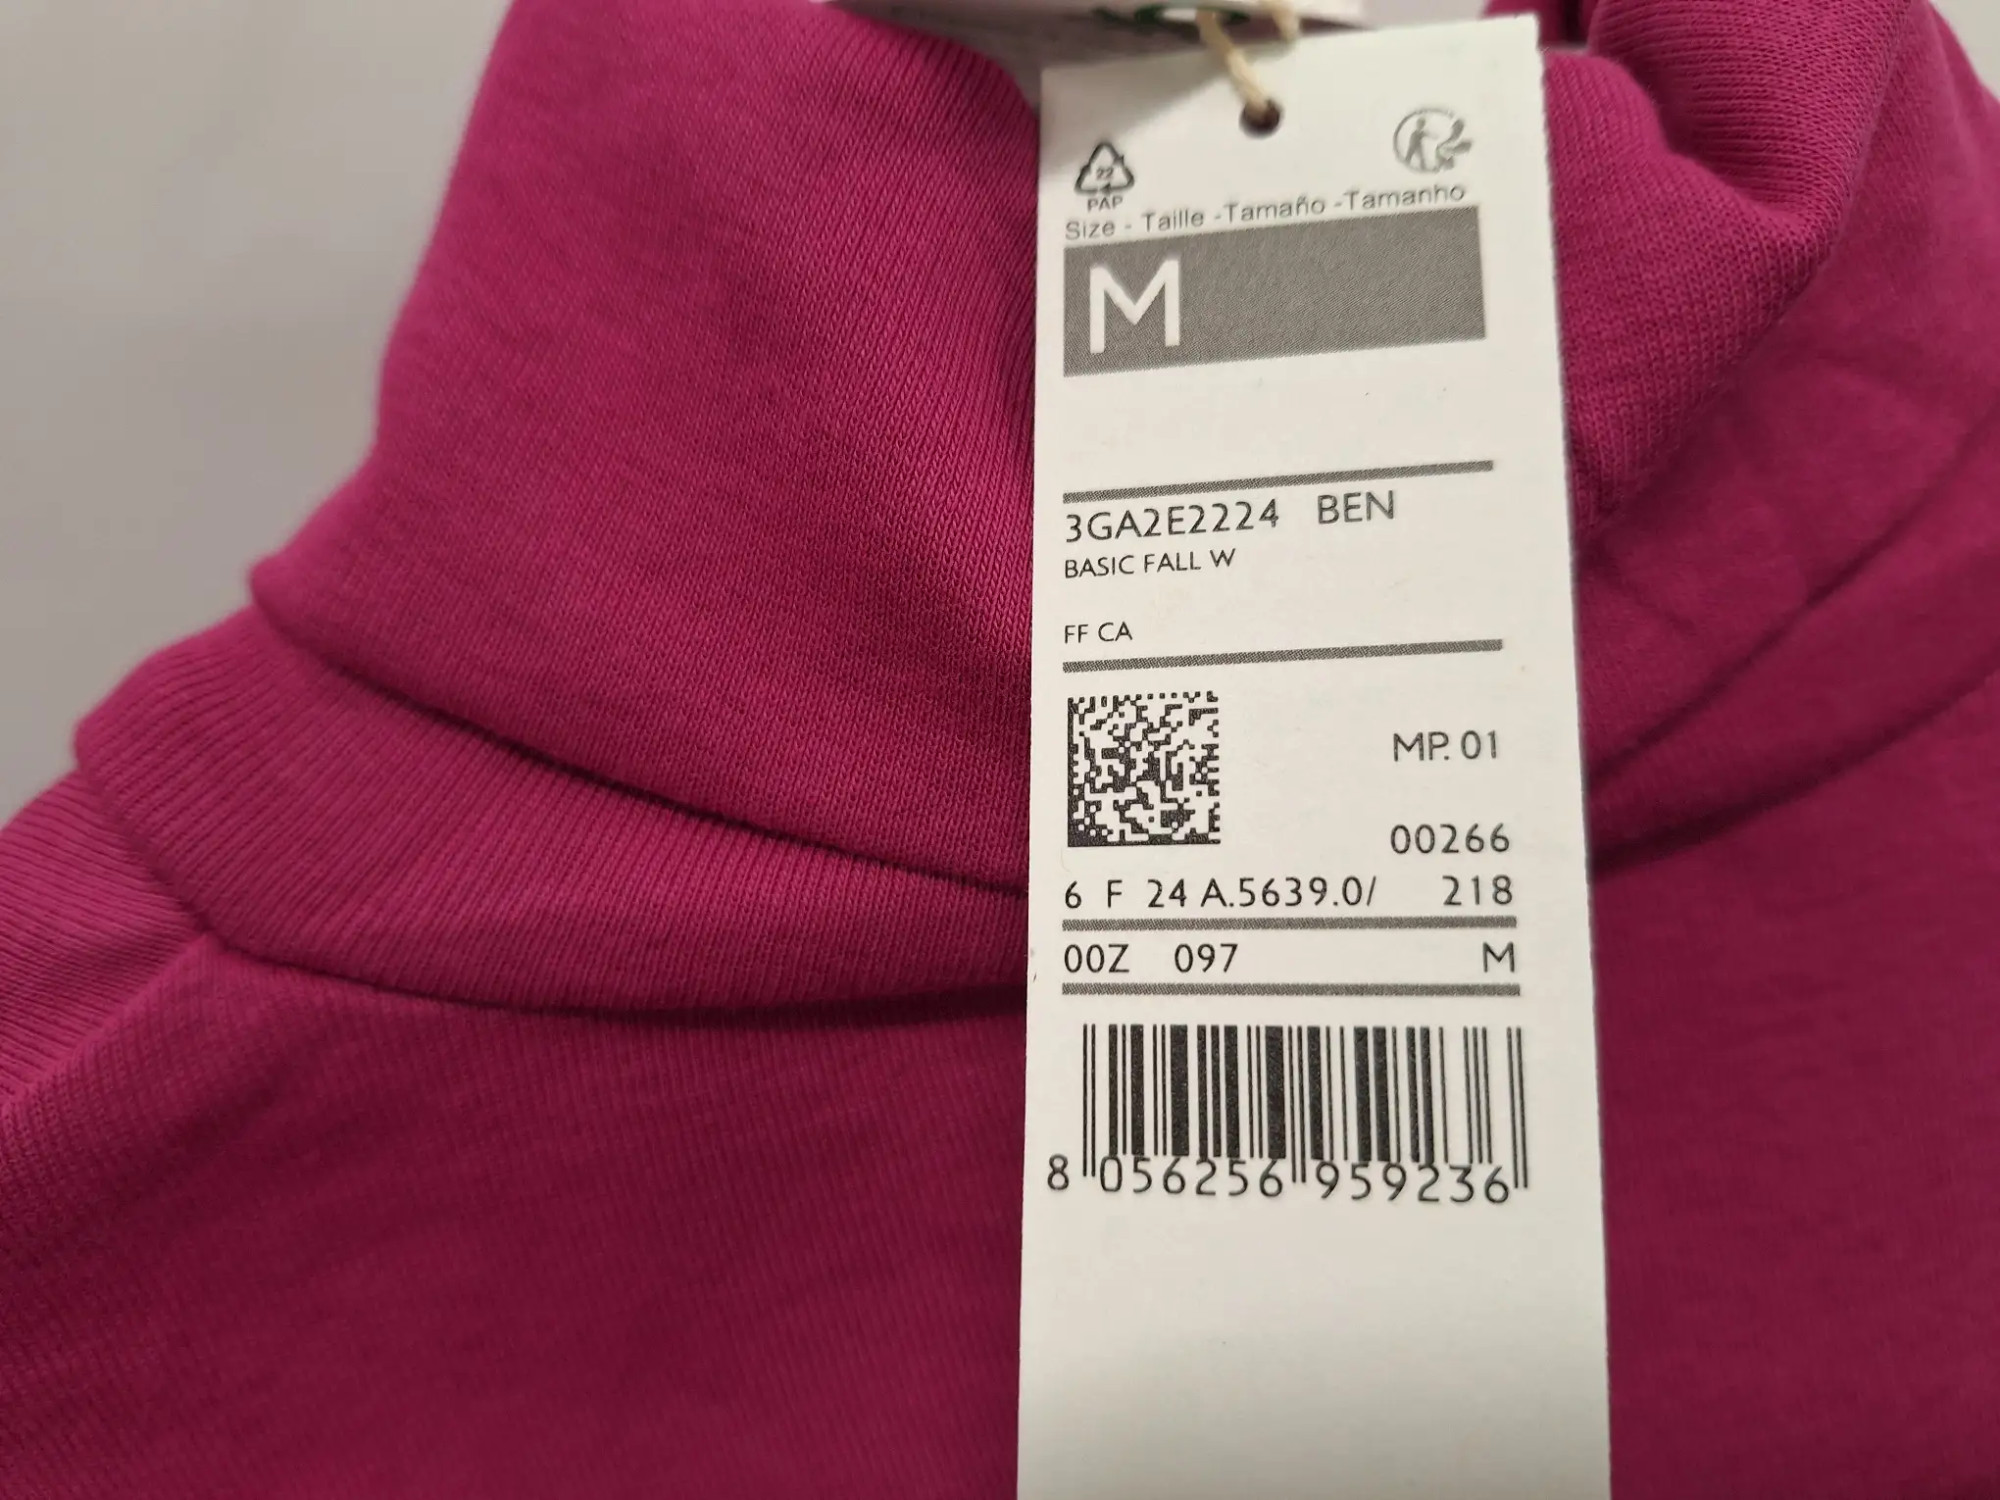 22
PAP
Size - Taille -Tamaño -Tamanho
M
3GA2E2224 BEN
BASIC FALL W
FF CA
MP. 01
00266
6 F 24 A.5639.0/ 218
00Z 097 M
8 056256 959236